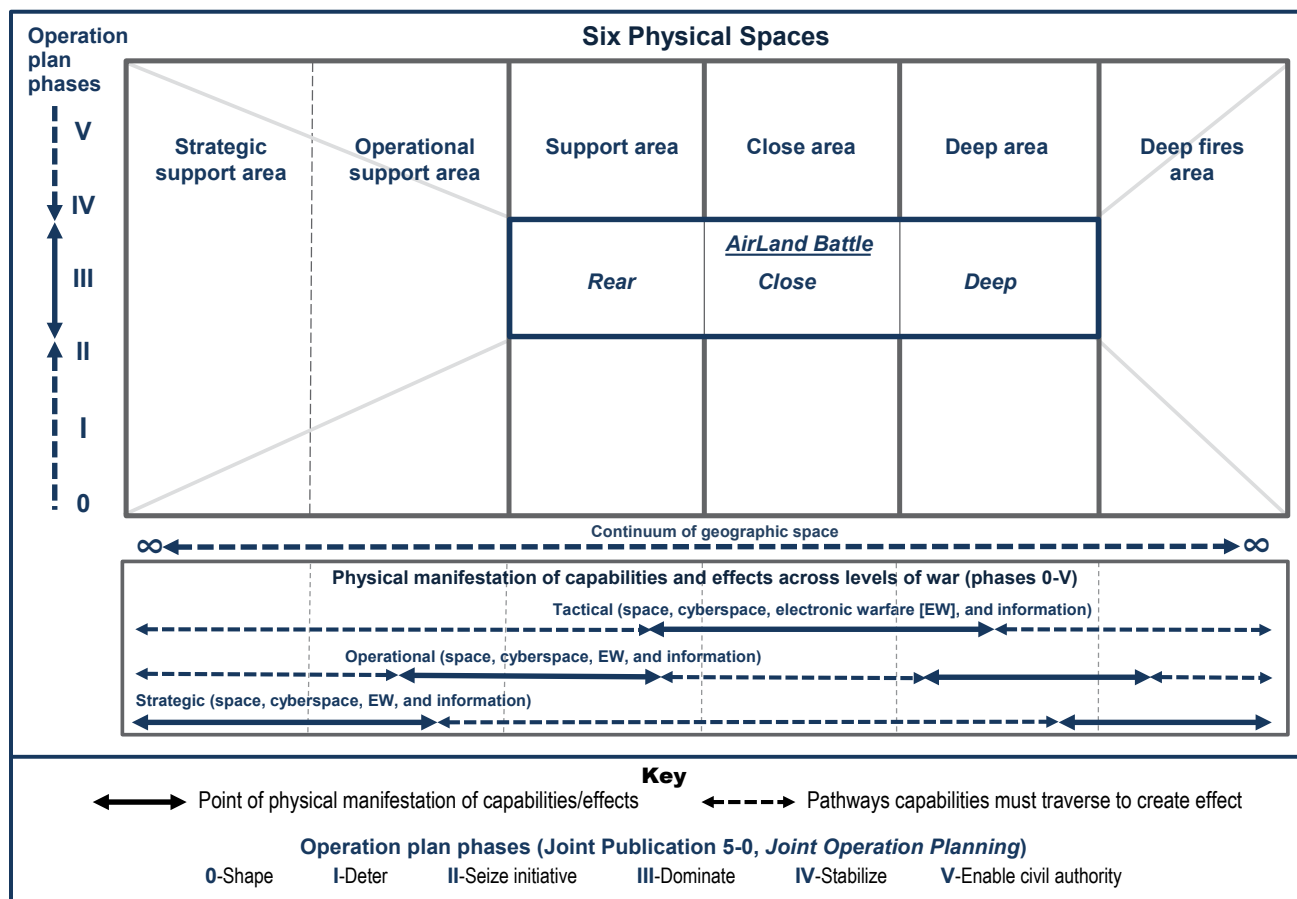 Six Physical Spaces
Operation
plan
phases
V
IV
III
II
I
0
Strategic
support area
Operational
support area
Support area
Close area
Deep area
Deep fires
area
AirLand Battle
Rear
Close
Deep
Continuum of geographic space
∞
∞
Physical manifestation of capabilities and effects across levels of war (phases 0-V)
Tactical (space, cyberspace, electronic warfare [EW], and information)
Operational (space, cyberspace, EW, and information)
Strategic (space, cyberspace, EW, and information)
Key
Point of physical manifestation of capabilities/effects
Pathways capabilities must traverse to create effect
Operation plan phases (Joint Publication 5-0, Joint Operation Planning)
0-Shape I-Deter II-Seize initiative III-Dominate IV-Stabilize V-Enable civil authority